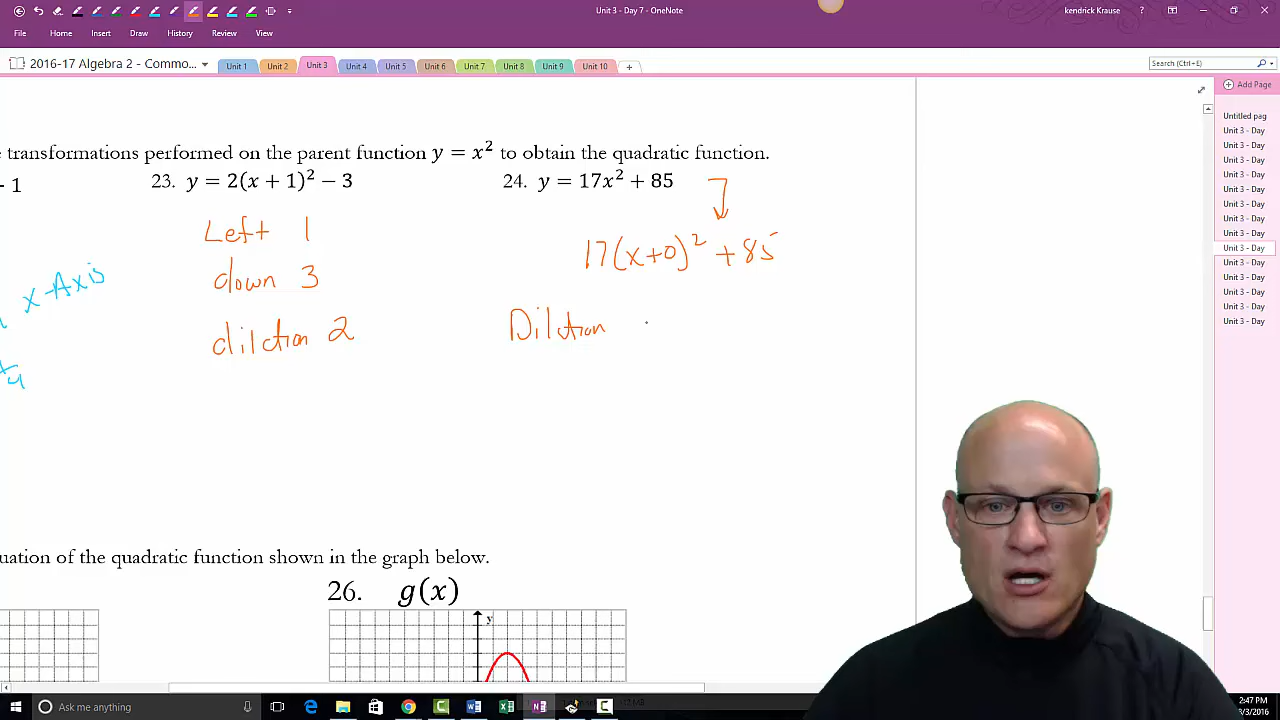 Unit 3 - Day 7 - OneNote
kendrick Krause
?
File Home Insert Draw History Review View
2016-17 Algebra 2 - Commo...
Unit 1 Unit 2 Unit 3 Unit 4 Unit 5 Unit 6 Unit 7 Unit 8 Unit 9 Unit 10 +
Search (Ctrl+E)
Add Page
Untitled pag
Unit 3 - Day
Unit 3 - Day
Unit 3 - Day
Unit 3 - Day
Unit 3 - Day
Unit 3 - Day
Unit 3 - Day
Unit 3 - Day
Unit 3 - Day
Unit 3 - Day
Unit 3 - Day
Unit 3 - Day
Unit 3 - Day
Unit 3 - Day
e transformations performed on the parent function y = x² to obtain the quadratic function.
- 1
23. y = 2(x + 1)² − 3
24. y = 17x² + 85
Left 1
down 3
dilction 2
x-Axis
17(x+0)² +85
Dilction
uation of the quadratic function shown in the graph below.
26. g(x)
y
Ask me anything
2:47 PM